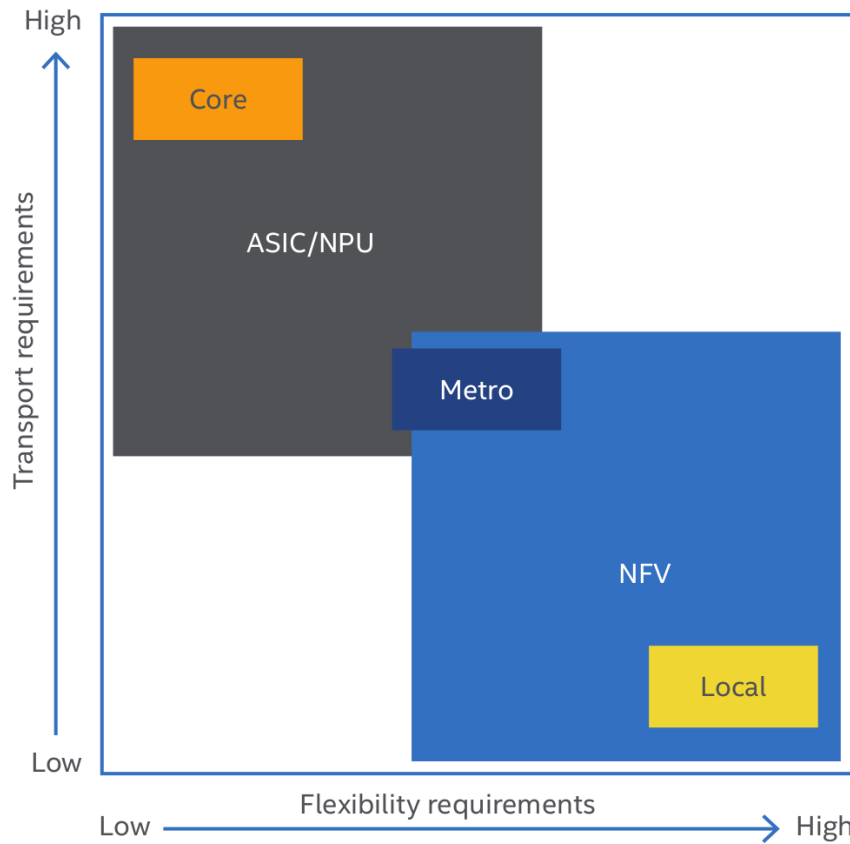 High
Core
ASIC/NPU
Transport requirements
Metro
NFV
Local
Low
Flexibility requirements
Low
High